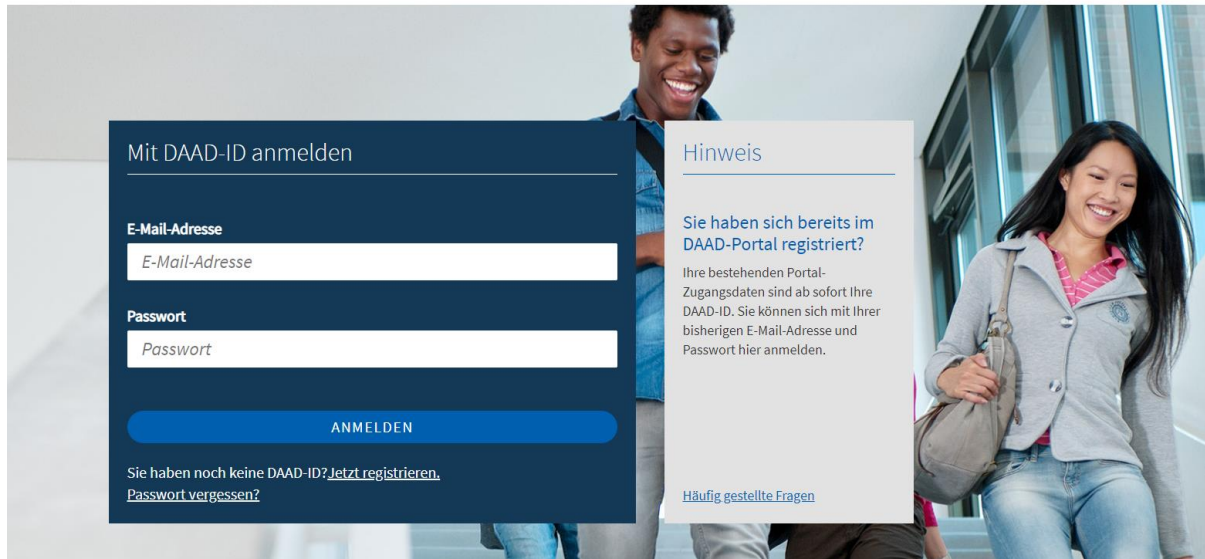 Mit DAAD-ID anmelden
E-Mail-Adresse
E-Mail-Adresse
Passwort
Passwort
ANMELDEN
Sie haben noch keine DAAD-ID?Jetzt registrieren.
Passwort vergessen?
Hinweis
Sie haben sich bereits im
DAAD-Portal registriert?
Ihre bestehenden Portal-
Zugangsdaten sind ab sofort Ihre
DAAD-ID. Sie können sich mit Ihrer
bisherigen E-Mail-Adresse und
Passwort hier anmelden.
Häufig gestellte Fragen